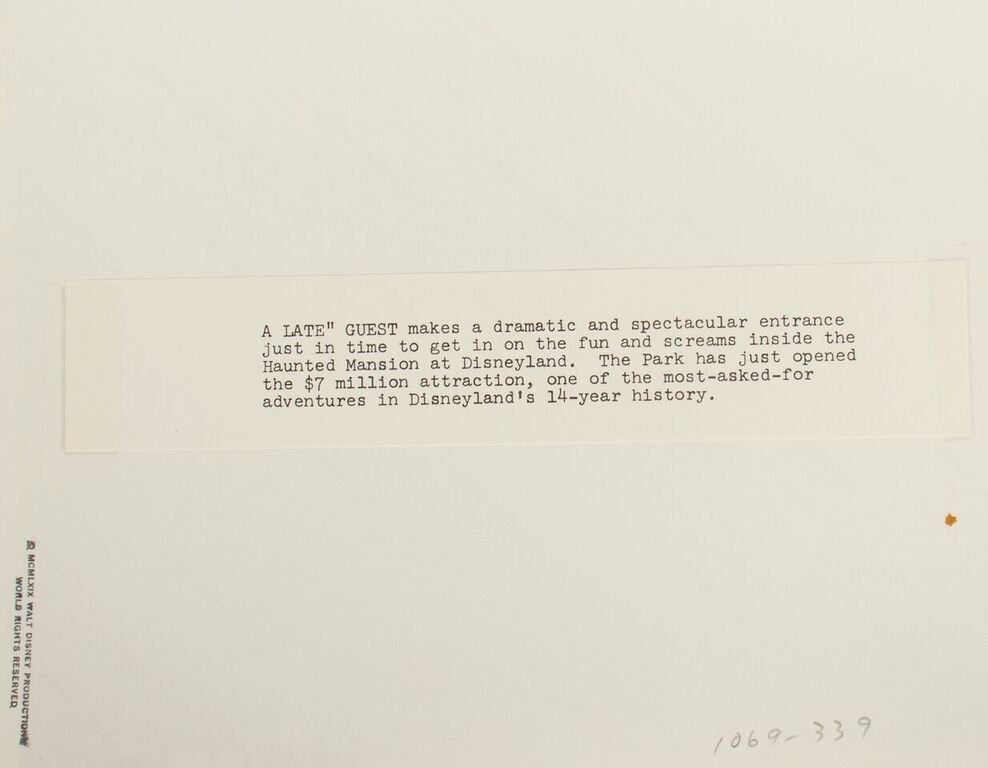 A LATE" GUEST makes a dramatic and spectacular entrance
just in time to get in on the fun and screams inside the
Haunted Mansion at Disneyland.  The Park has just opened
the $7 million attraction, one of the most-asked-for
adventures in Disneyland's 14-year history.
© MCMLXIX WALT DISNEY PRODUCTIONS
WORLD RIGHTS RESERVED
1069-339